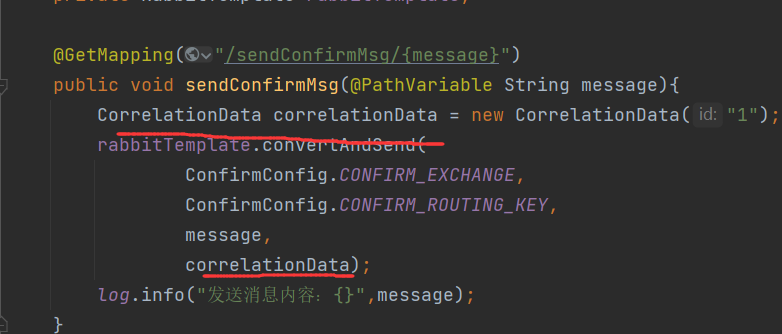 private RabbitTemplate rabbitTemplate;
@GetMapping("/sendConfirmMsg/{message}")
public void sendConfirmMsg(@PathVariable String message){
CorrelationData correlationData = new CorrelationData( id: "1");
rabbitTemplate.convertAndSend(
ConfirmConfig.CONFIRM_EXCHANGE,
ConfirmConfig.CONFIRM_ROUTING_KEY,
message,
correlationData);
log.info("发送消息内容: {}",message);
}